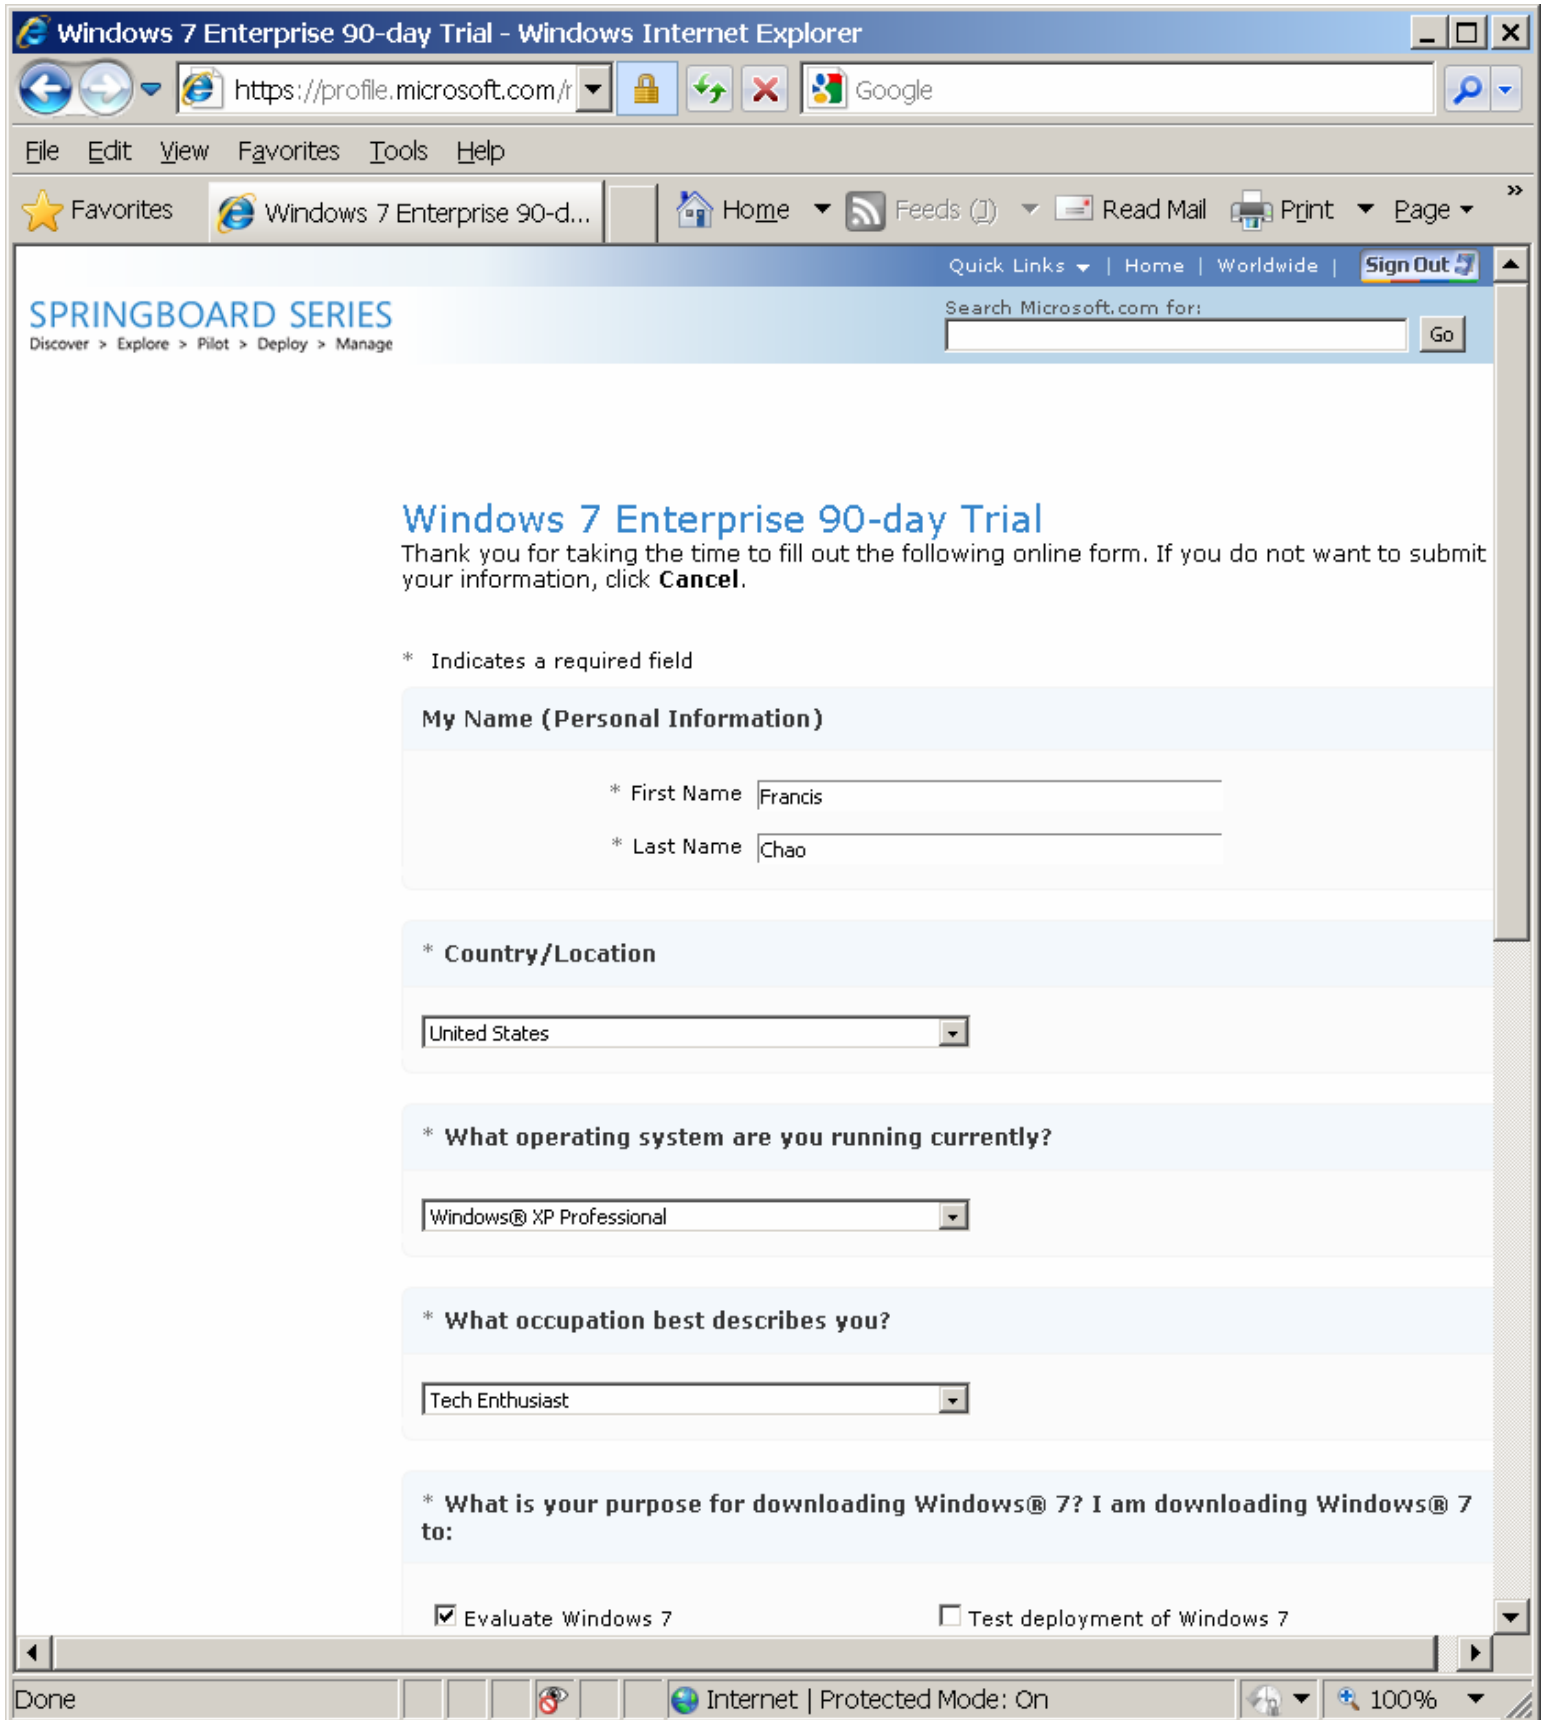 Windows 7 Enterprise 90-day Trial - Windows Internet Explorer
https://profile.microsoft.com/r
Google
File Edit View Favorites Tools Help
Favorites Windows 7 Enterprise 90-d... Home Feeds (J) Read Mail Print Page »
Quick Links | Home | Worldwide | Sign Out
SPRINGBOARD SERIES
Discover > Explore > Pilot > Deploy > Manage
Search Microsoft.com for:
Go
Windows 7 Enterprise 90-day Trial
Thank you for taking the time to fill out the following online form. If you do not want to submit
your information, click Cancel.
* Indicates a required field
My Name (Personal Information)
* First Name Francis
* Last Name Chao
* Country/Location
United States
* What operating system are you running currently?
Windows® XP Professional
* What occupation best describes you?
Tech Enthusiast
* What is your purpose for downloading Windows® 7? I am downloading Windows® 7
to:
Evaluate Windows 7 Test deployment of Windows 7
Done Internet | Protected Mode: On 100%